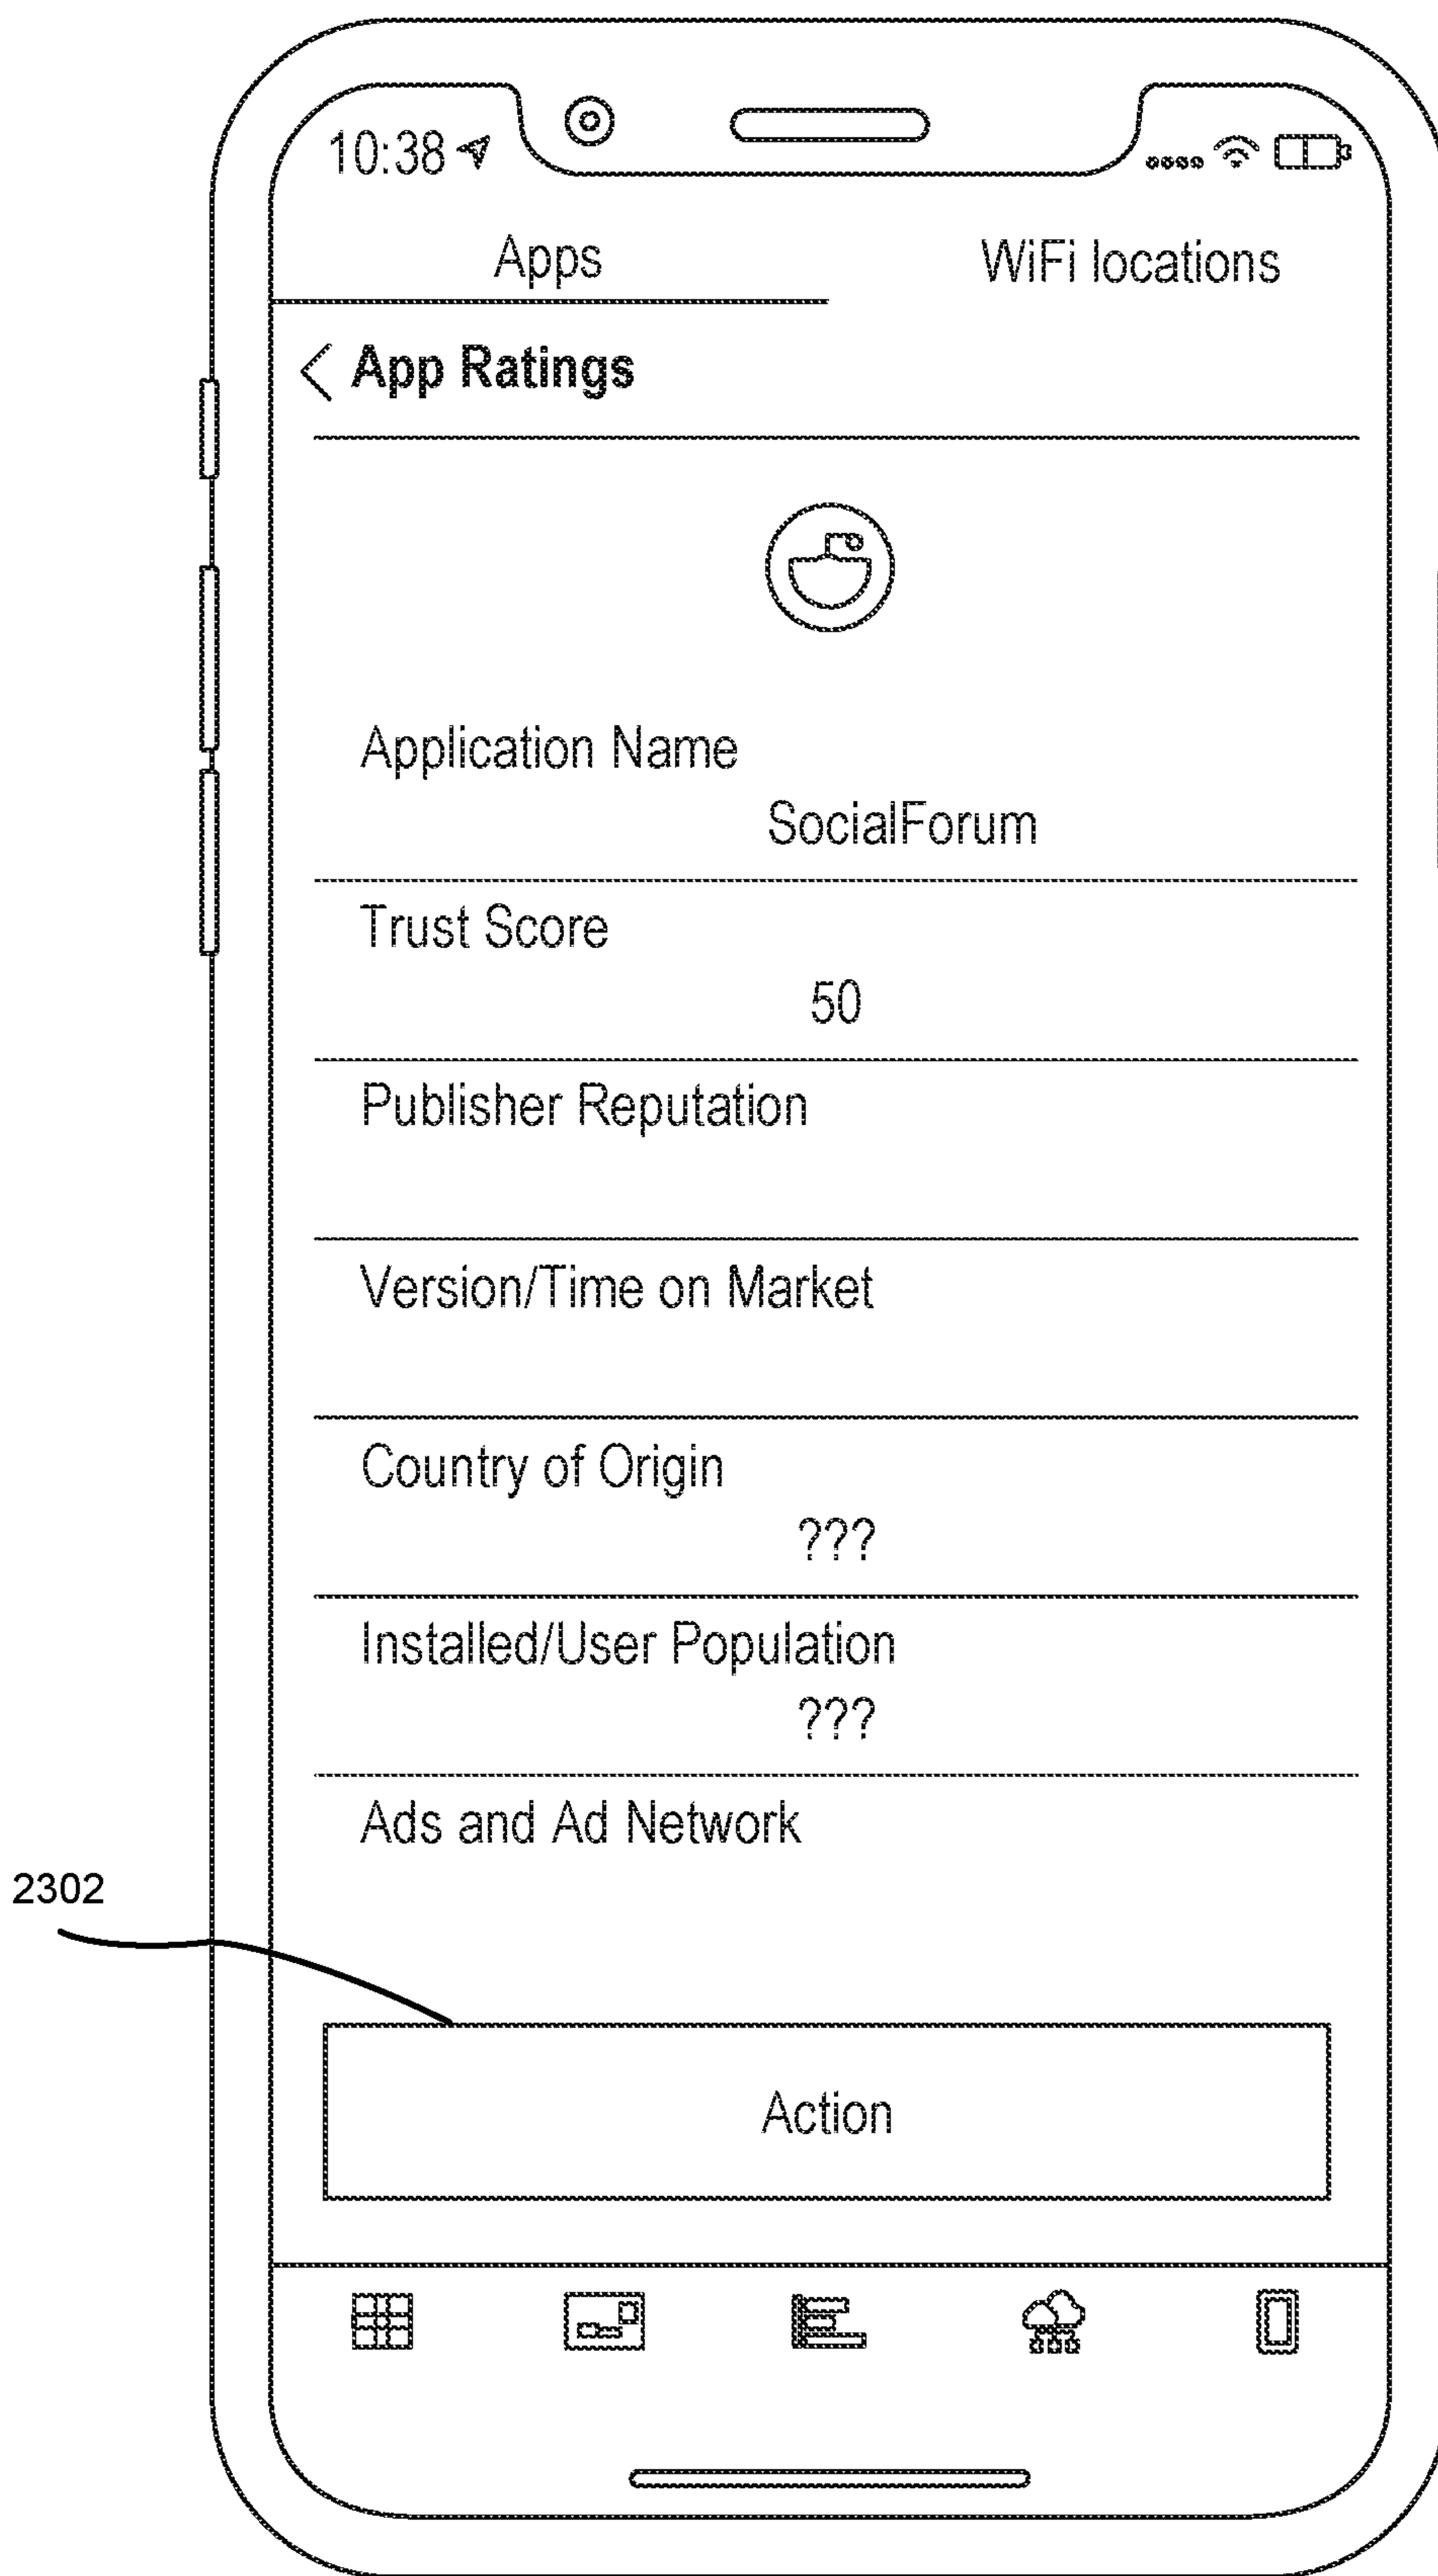 10:38
Apps
WiFi locations
App Ratings
Application Name
SocialForum
Trust Score
50
Publisher Reputation
Version/Time on Market
Country of Origin
???
Installed/User Population
???
Ads and Ad Network
2302
Action